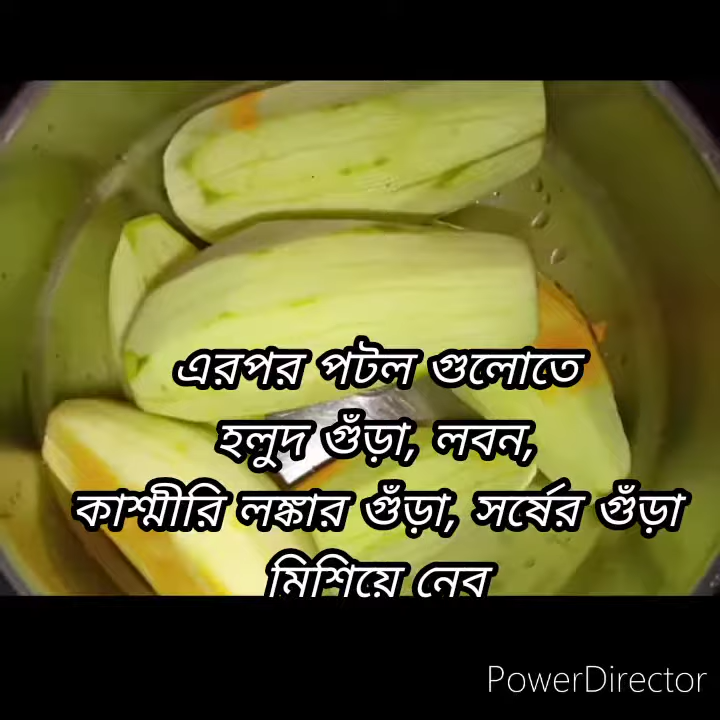 এরপর পটল গুলোতে
হলুদ গুঁড়া, লবন,
কাশ্মীরি লঙ্কার গুঁড়া, সর্ষের গুঁড়া
মিশিয়ে নেব
PowerDirector